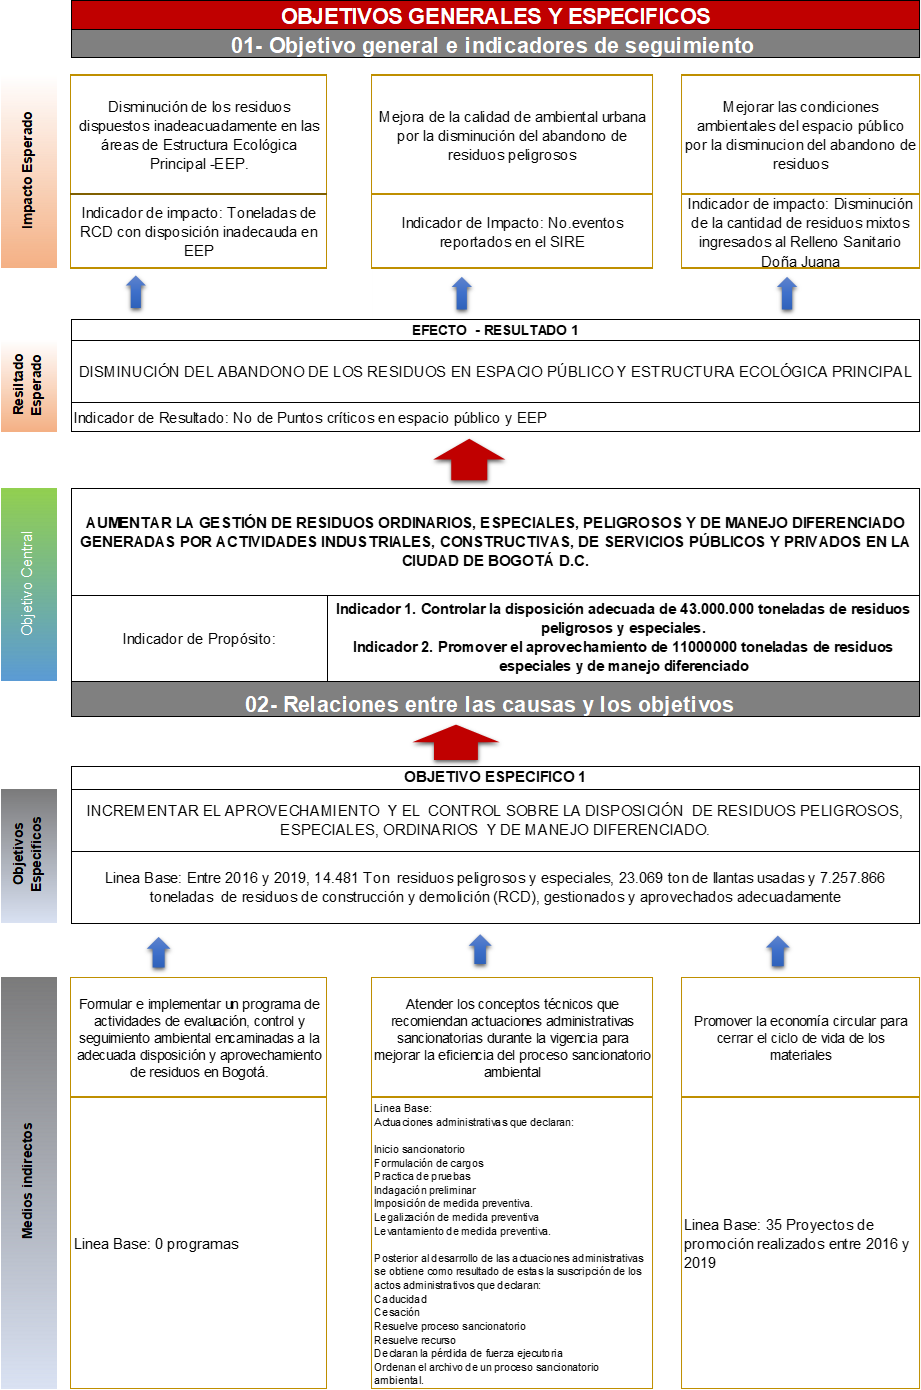 OBJETIVOS GENERALES Y ESPECIFICOS
01- Objetivo general e indicadores de seguimiento
Impacto Esperado
Disminución de los residuos
dispuestos inadeacuadamente en las
áreas de Estructura Ecológica
Principal -EEP.
Mejora de la calidad de ambiental urbana
por la disminución del abandono de
residuos peligrosos
Mejorar las condiciones
ambientales del espacio público
por la disminucion del abandono de
residuos
Indicador de impacto: Toneladas de
RCD con disposición inadecauda en
EEP
Indicador de Impacto: No.eventos
reportados en el SIRE
Indicador de impacto: Disminución
de la cantidad de residuos mixtos
ingresados al Relleno Sanitario
Doña Juana
Resiltado
Esperado
EFECTO - RESULTADO 1
DISMINUCIÓN DEL ABANDONO DE LOS RESIDUOS EN ESPACIO PÚBLICO Y ESTRUCTURA ECOLÓGICA PRINCIPAL
Indicador de Resultado: No de Puntos críticos en espacio público y EEP
Objetivo Central
AUMENTAR LA GESTIÓN DE RESIDUOS ORDINARIOS, ESPECIALES, PELIGROSOS Y DE MANEJO DIFERENCIADO
GENERADAS POR ACTIVIDADES INDUSTRIALES, CONSTRUCTIVAS, DE SERVICIOS PÚBLICOS Y PRIVADOS EN LA
CIUDAD DE BOGOTÁ D.C.
Indicador de Propósito:
Indicador 1. Controlar la disposición adecuada de 43.000.000 toneladas de residuos
peligrosos y especiales.
Indicador 2. Promover el aprovechamiento de 11000000 toneladas de residuos
especiales y de manejo diferenciado
02- Relaciones entre las causas y los objetivos
Objetivos
Específicos
OBJETIVO ESPECIFICO 1
INCREMENTAR EL APROVECHAMIENTO Y EL CONTROL SOBRE LA DISPOSICIÓN DE RESIDUOS PELIGROSOS,
ESPECIALES, ORDINARIOS Y DE MANEJO DIFERENCIADO.
Linea Base: Entre 2016 y 2019, 14.481 Ton residuos peligrosos y especiales, 23.069 ton de llantas usadas y 7.257.866
toneladas de residuos de construcción y demolición (RCD), gestionados y aprovechados adecuadamente
Medios indirectos
Formular e implementar un programa de
actividades de evaluación, control y
seguimiento ambiental encaminadas a la
adecuada disposición y aprovechamiento
de residuos en Bogotá.
Atender los conceptos técnicos que
recomiendan actuaciones administrativas
sancionatorias durante la vigencia para
mejorar la eficiencia del proceso sancionatorio
ambiental
Promover la economía circular para
cerrar el ciclo de vida de los
materiales
Linea Base: 0 programas
Linea Base:
Actuaciones administrativas que declaran:
Inicio sancionatorio
Formulación de cargos
Practica de pruebas
Indagación preliminar
Imposición de medida preventiva.
Legalización de medida preventiva
Levantamiento de medida preventiva.
Posterior al desarrollo de las actuaciones administrativas
se obtiene como resultado de estas la suscripción de los
actos administrativos que declaran:
Caducidad
Cesación
Resuelve proceso sancionatorio
Resuelve recurso
Declaran la pérdida de fuerza ejecutoria
Ordenan el archivo de un proceso sancionatorio
ambiental.
Linea Base: 35 Proyectos de
promoción realizados entre 2016 y
2019